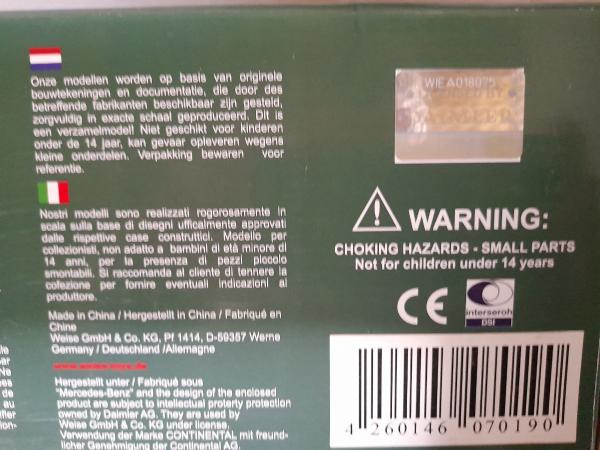 Onze modellen worden op basis van originele
bouwtekeningen en documentatie, die door des
betreffende fabrikanten beschikbaar zijn gesteld,
zorgvuldig in exacte schaal geproduceerd. Dit is
een verzamelmodel! Niet geschikt voor kinderen
onder de 14 jaar, kan gevaar opleveren wegens
kleine onderdelen. Verpakking bewaren voor
referentie.
Nostri modelli sono realizzati rogorosamente in
scala sulla base di disegni ufficalmente approvati
dalle rispettive case construttici. Modello per
collezionisti, non adatto a bambini di età minore di
14 anni, per la presenza di pezzi piccolo
smontabili. Si raccomanda al cliente di tennere la
cofezione per fornire eventuali indicazioni al
produttore.
Made in China / Hergestellt in China / Fabriqué en
Chine
Weise GmbH & Co. KG, Pf 1414, D-59357 Werne
Germany / Deutschland /Allemagne
Hergestellt unter / Fabriqué sous
"Mercedes-Benz" and the design of the enclosed
product are subject to intellectual proterty protertion
owned by Daimler AG. They are used by
Weise GmbH & Co. KG under license.
Verwendung der Marke CONTINENTAL mit freund-
licher Genehmigung der Continental AG.
WIEA018075
WARNING:
CHOKING HAZARDS - SMALL PARTS
Not for children under 14 years
CE
interseroh
DSI
4 260146 070190